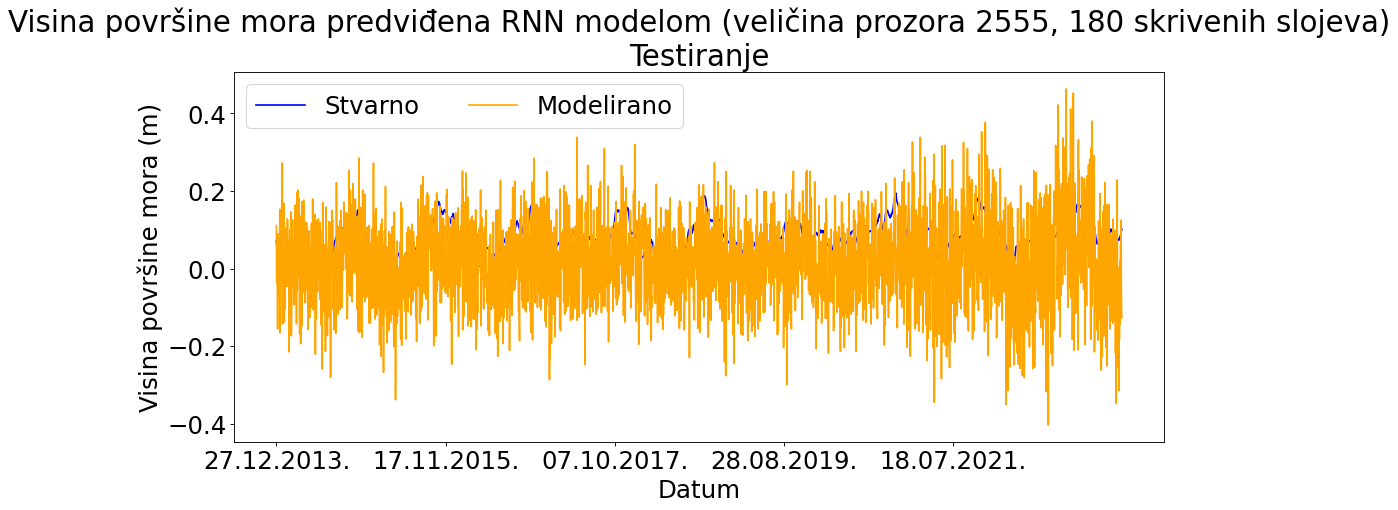 Visina površine mora predviđena RNN modelom (veličina prozora 2555, 180 skrivenih slojeva)
Testiranje
Stvarno
Modelirano
Visina površine mora (m)
0.4
0.2
0.0
−0.2
−0.4
27.12.2013.
17.11.2015.
07.10.2017.
28.08.2019.
18.07.2021.
Datum